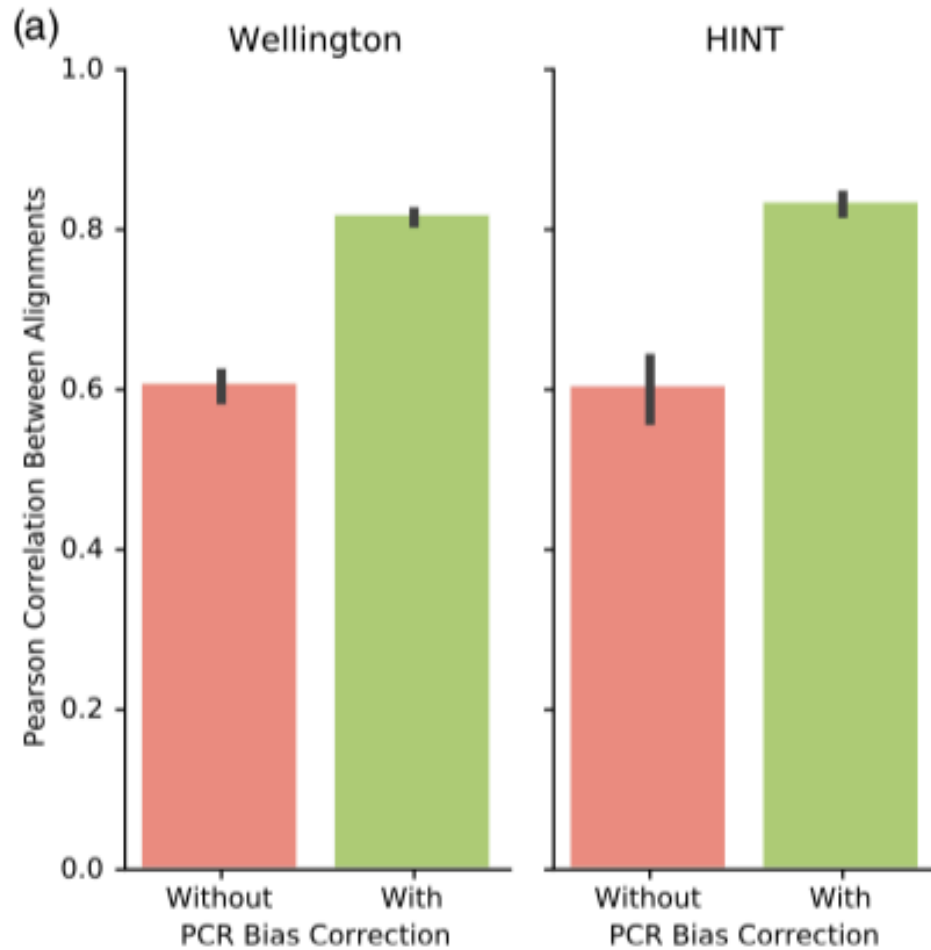 (a)
Wellington
HINT
Pearson Correlation Between Alignments
1.0
0.8
0.6
0.4
0.2
0.0
Without With
PCR Bias Correction
Without With
PCR Bias Correction